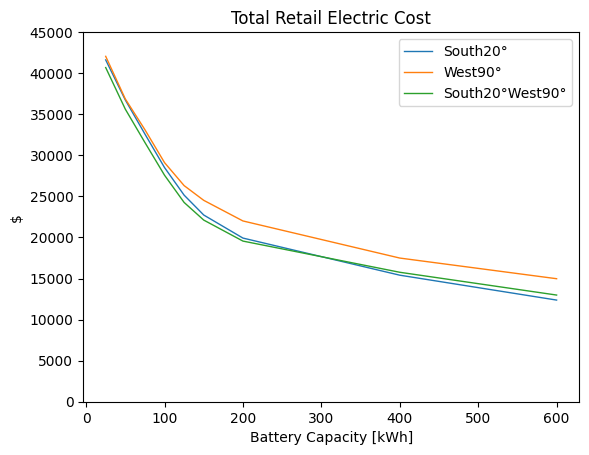 Total Retail Electric Cost
South20°
West90°
South20°West90°
$
45000
40000
35000
30000
25000
20000
15000
10000
5000
0
0 100 200 300 400 500 600
Battery Capacity [kWh]